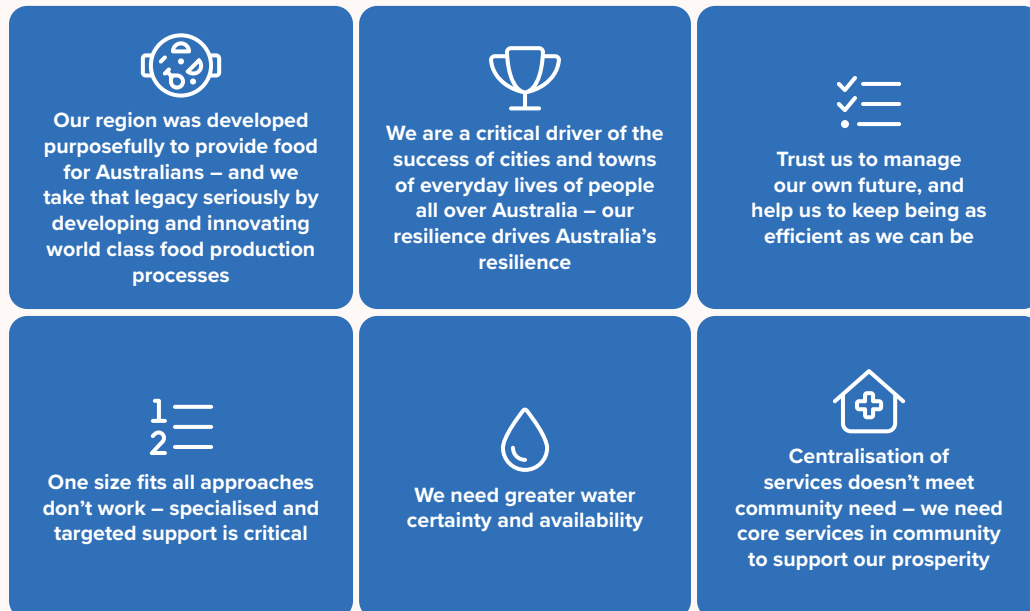 Our region was developed
purposefully to provide food
for Australians – and we
take that legacy seriously by
developing and innovating
world class food production
processes
We are a critical driver of the
success of cities and towns
of everyday lives of people
all over Australia – our
resilience drives Australia's
resilience
Trust us to manage
our own future, and
help us to keep being as
efficient as we can be
1
2
One size fits all approaches
don't work – specialised and
targeted support is critical
We need greater water
certainty and availability
Centralisation of
services doesn't meet
community need – we need
core services in community
to support our prosperity